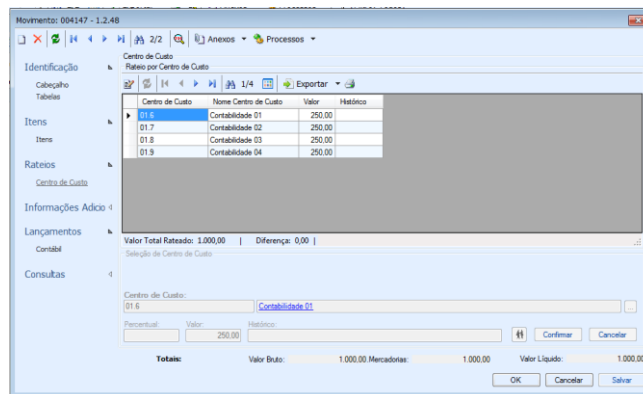 Movimento: 004147 - 1.2.48
2/2 Anexos Processos
Identificação
Cabeçalho
Tabelas
Itens
Itens
Rateios
Centro de Custo
Informações Adicio
Lançamentos
Contábil
Consultas
Centro de Custo
Rateio por Centro de Custo
1/4 Exportar
Centro de Custo Nome Centro de Custo Valor Histórico
01.6 Contabilidade 01 250,00
01.7 Contabilidade 02 250,00
01.8 Contabilidade 03 250,00
01.9 Contabilidade 04 250,00
Valor Total Rateado: 1.000,00 | Diferença: 0,00 |
Seleção de Centro de Custo
Centro de Custo:
01.6 Contabilidade 01 ...
Percentual: Valor: Histórico:
250,00 Confirmar Cancelar
Totais: Valor Bruto: 1.000,00 Mercadorias: 1.000,00 Valor Líquido: 1.000,00
OK Cancelar Salvar